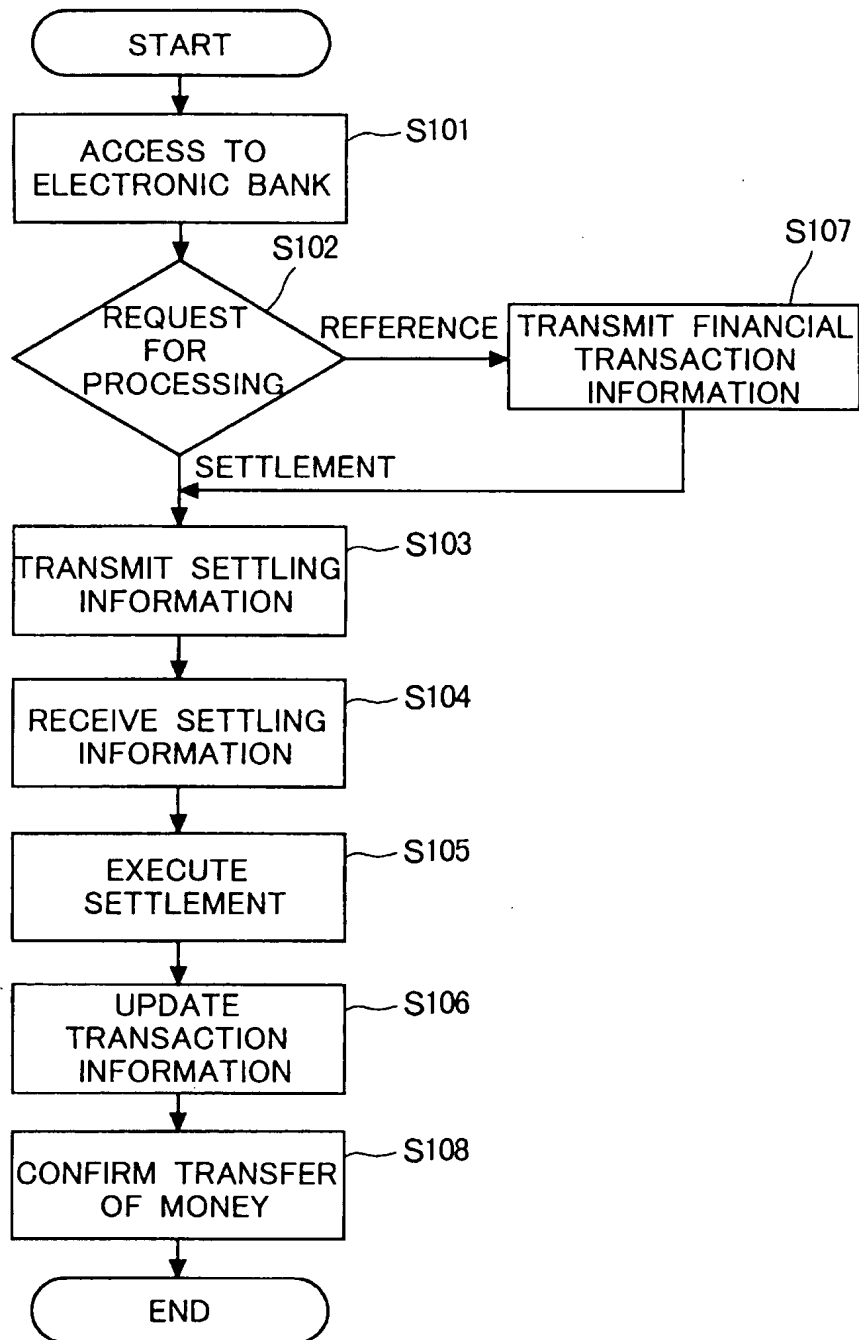 START
S101
ACCESS TO
ELECTRONIC BANK
S102
REQUEST
FOR
PROCESSING
REFERENCE
S107
TRANSMIT FINANCIAL
TRANSACTION
INFORMATION
SETTLEMENT
S103
TRANSMIT SETTLING
INFORMATION
S104
RECEIVE SETTLING
INFORMATION
S105
EXECUTE
SETTLEMENT
S106
UPDATE
TRANSACTION
INFORMATION
S108
CONFIRM TRANSFER
OF MONEY
END